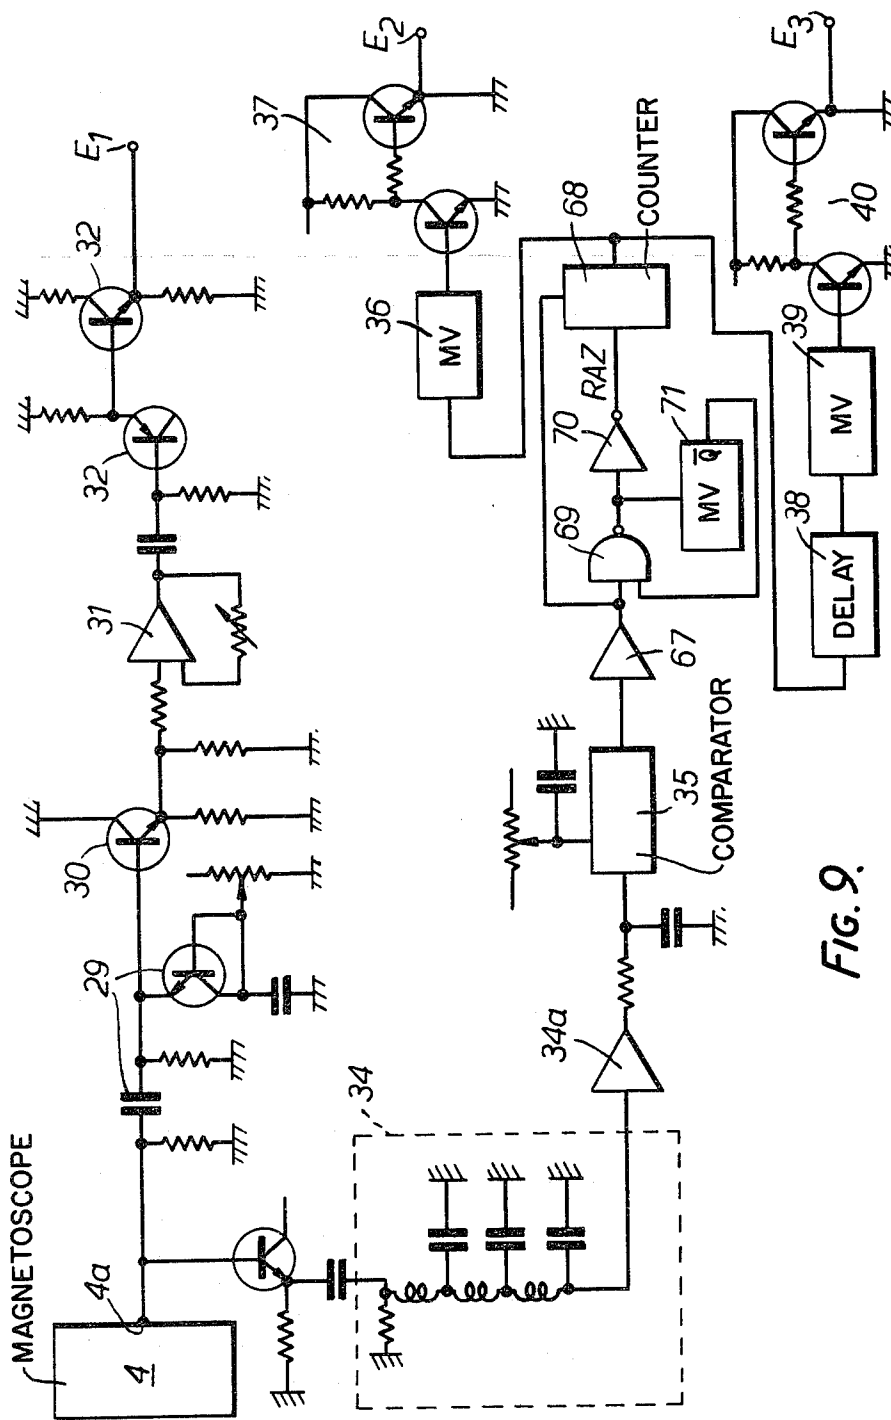 MAGNETOSCOPE
4
4a
29
30
31
32
32
E1
34
34a
35
COMPARATOR
67
69
70
RAZ
71
MV Q̅
68
COUNTER
36
MV
37
E2
38
DELAY
39
MV
40
E3
FIG. 9.